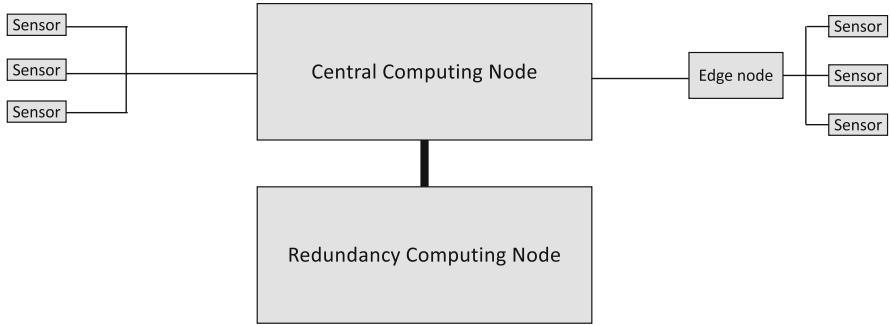 Sensor
Sensor
Sensor
Central Computing Node
Edge node
Sensor
Sensor
Sensor
Redundancy Computing Node